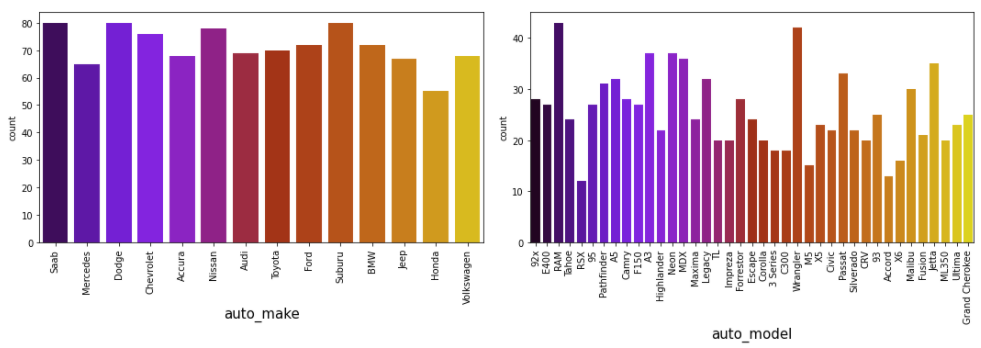 80
70
60
50
40
30
20
10
0
count
Saab
Mercedes
Dodge
Chevrolet
Accura
Nissan
Audi
Toyota
Ford
Suburu
BMW
Jeep
Honda
Volkswagen
auto_make
40
30
20
10
0
count
92x
E400
RAM
Tahoe
RSX
95
Pathfinder
A5
Camry
F150
A3
Highlander
Neon
MDX
Maxima
Legacy
TL
Impreza
Forrestor
Escape
Corolla
3 Series
C300
Wrangler
M5
X5
Civic
Passat
Silverado
CRV
93
Accord
X6
Malibu
Fusion
Jetta
ML350
Ultima
Grand Cherokee
auto_model